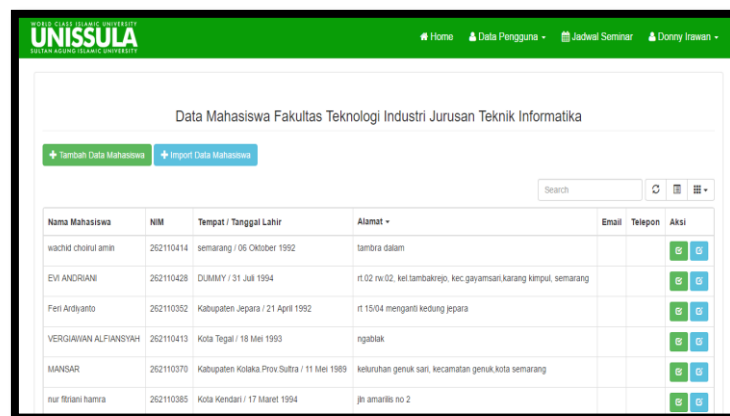 WORLD CLASS ISLAMIC UNIVERSITY
UNISSULA
SULTAN AGUNG ISLAMIC UNIVERSITY
Home Data Pengguna Jadwal Seminar Donny Irawan
Data Mahasiswa Fakultas Teknologi Industri Jurusan Teknik Informatika
Tambah Data Mahasiswa Import Data Mahasiswa
Search
Nama Mahasiswa NIM Tempat / Tanggal Lahir Alamat Email Telepon Aksi
wachid choirul amin 262110414 semarang / 06 Oktober 1992 tambra dalam
EVI ANDRIANI 262110428 DUMMY / 31 Juli 1994 rt.02 rw.02, kel.tambakrejo, kec.gayamsari,karang kimpul, semarang
Feri Ardiyanto 262110352 Kabupaten Jepara / 21 April 1992 rt 15/04 menganti kedung jepara
VERGIAWAN ALFIANSYAH 262110413 Kota Tegal / 18 Mei 1993 ngablak
MANSAR 262110370 Kabupaten Kolaka.Prov.Sultra / 11 Mei 1989 keluruhan genuk sari, kecamatan genuk,kota semarang
nur fitriani hamra 262110385 Kota Kendari / 17 Maret 1994 jln amarilis no 2